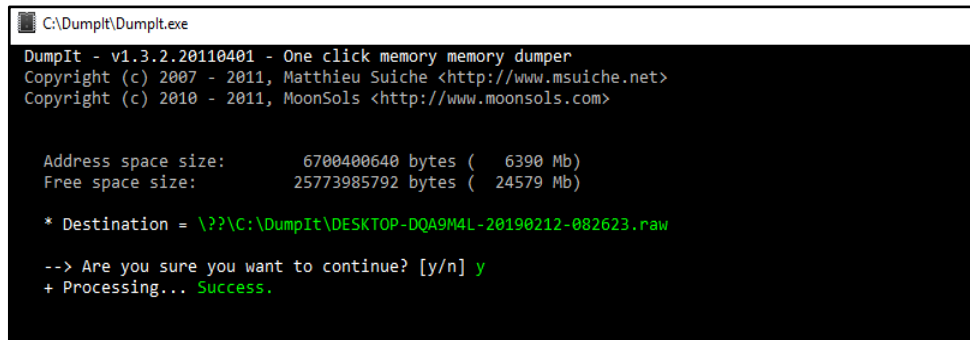 C:\DumpIt\DumpIt.exe
DumpIt - v1.3.2.20110401 - One click memory memory dumper
Copyright (c) 2007 - 2011, Matthieu Suiche <http://www.msuiche.net>
Copyright (c) 2010 - 2011, MoonSols <http://www.moonsols.com>
Address space size: 6700400640 bytes ( 6390 Mb)
Free space size: 25773985792 bytes ( 24579 Mb)
* Destination = \??\C:\DumpIt\DESKTOP-DQA9M4L-20190212-082623.raw
--> Are you sure you want to continue? [y/n] y
+ Processing... Success.